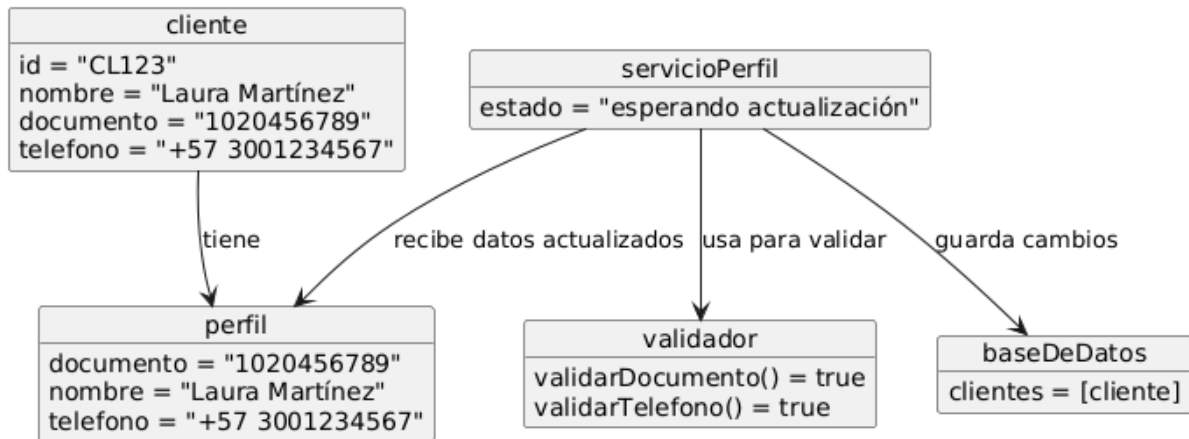 cliente
id = "CL123"
nombre = "Laura Martínez"
documento = "1020456789"
telefono = "+57 3001234567"
servicioPerfil
estado = "esperando actualización"
tiene
recibe datos actualizados
usa para validar
guarda cambios
perfil
documento = "1020456789"
nombre = "Laura Martínez"
telefono = "+57 3001234567"
validador
validarDocumento() = true
validarTelefono() = true
baseDeDatos
clientes = [cliente]